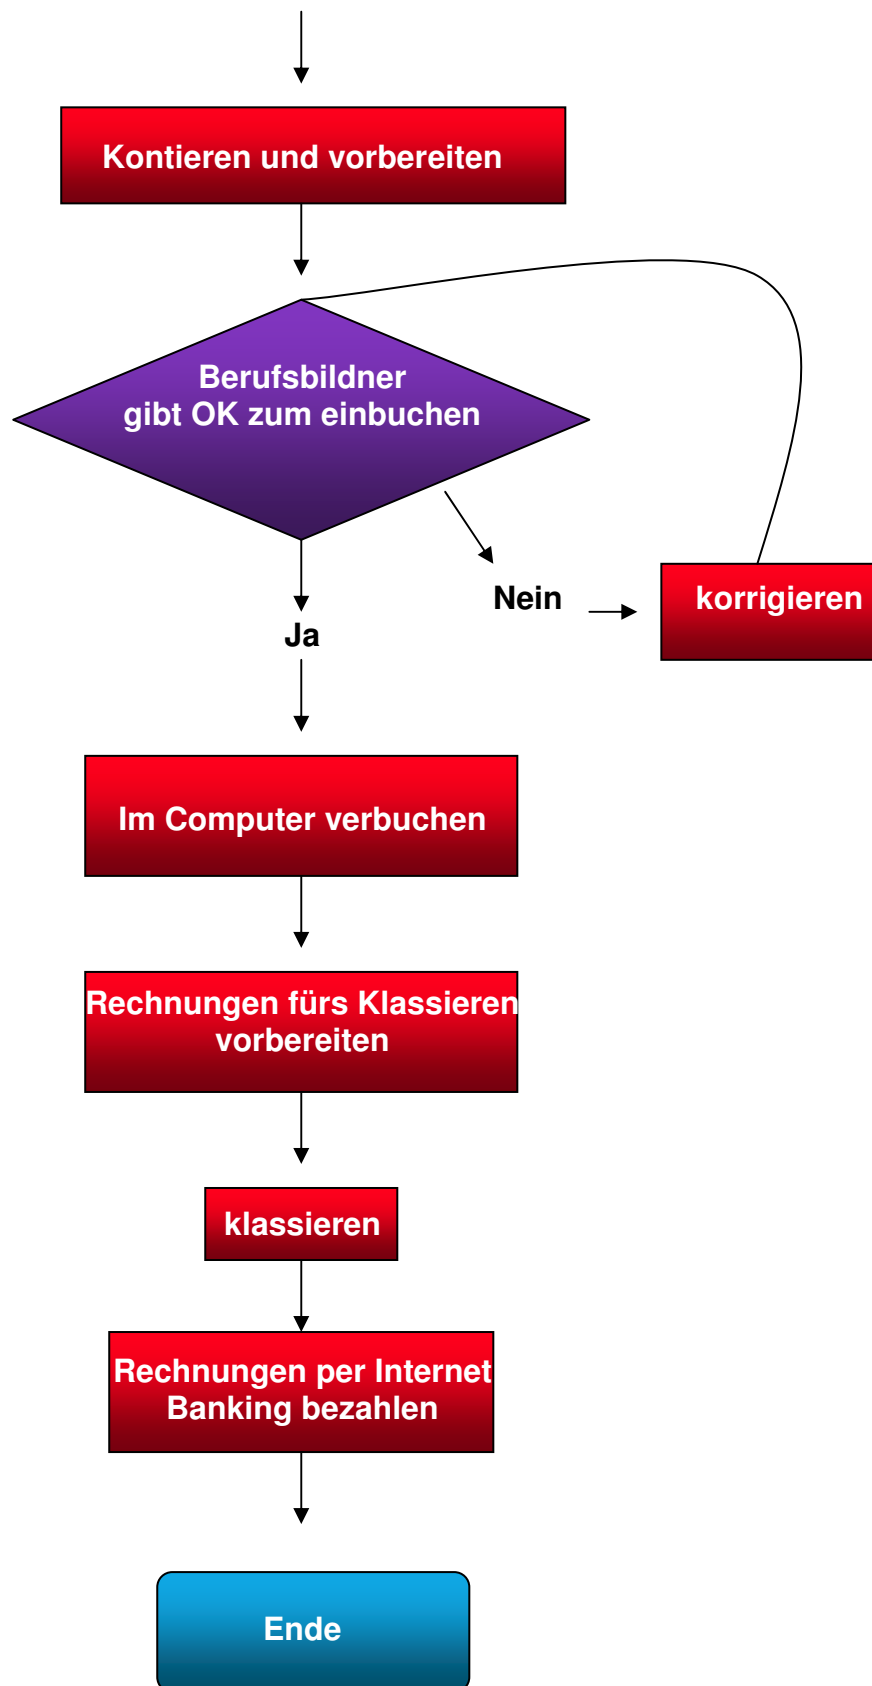 Kontieren und vorbereiten
Berufsbildner
gibt OK zum einbuchen
Nein
korrigieren
Ja
Im Computer verbuchen
Rechnungen fürs Klassieren
vorbereiten
klassieren
Rechnungen per Internet
Banking bezahlen
Ende